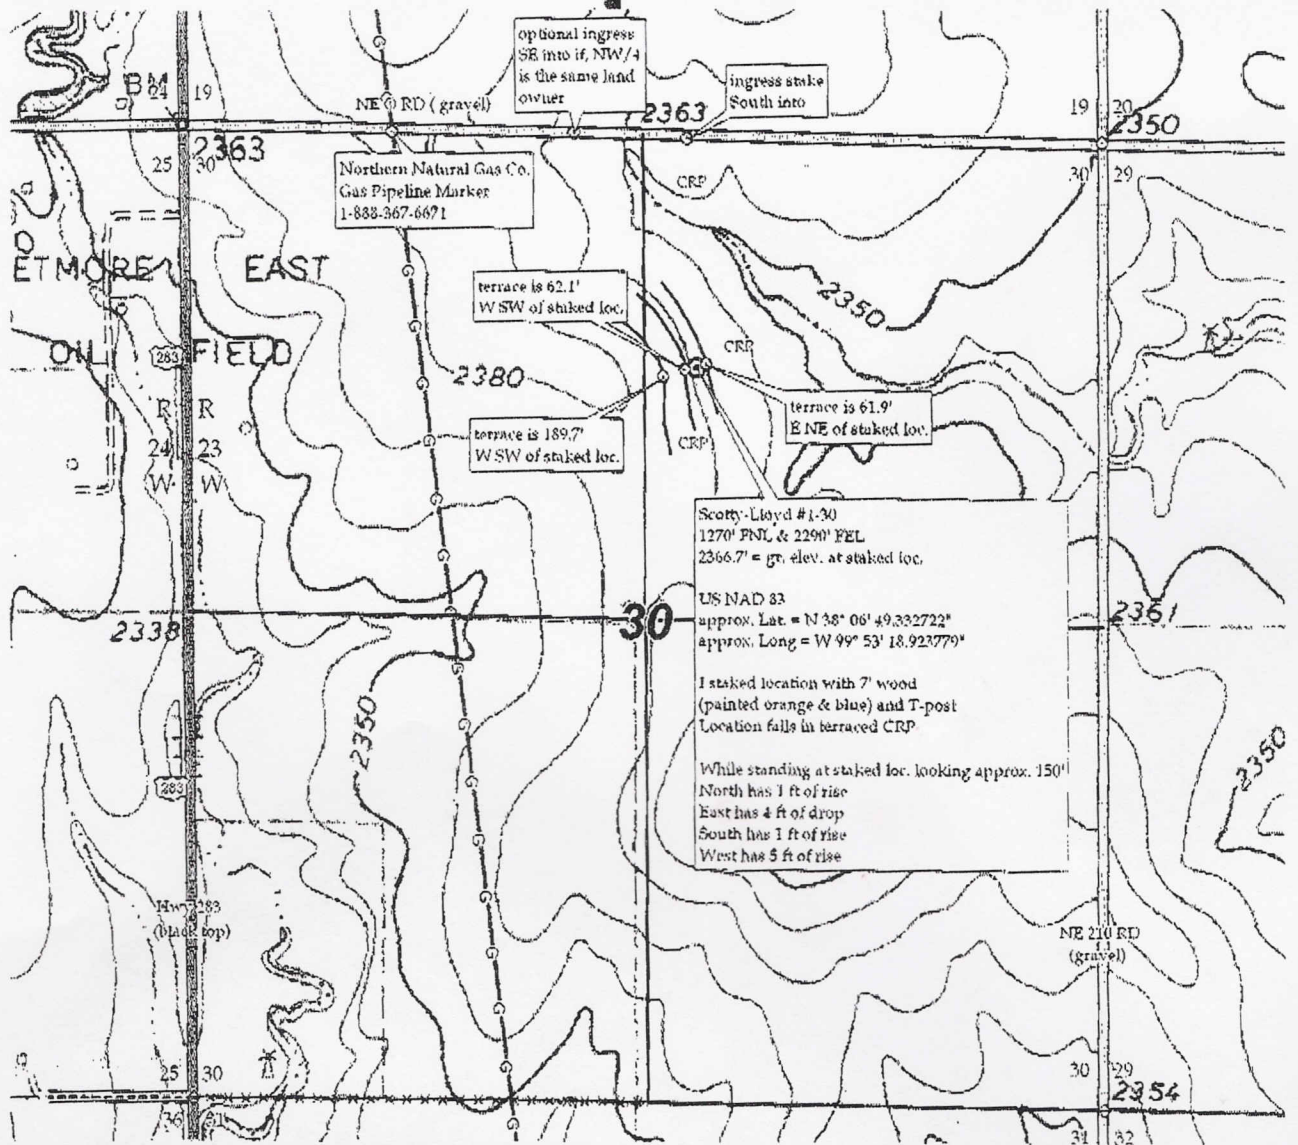 optional ingress
SE into if, NW/4
is the same land
owner
ingress stake
South into
BM
24 19
19 20
NE RD (gravel)
2363
2350
2363
25 30
30 29
Northern Natural Gas Co.
Gas Pipeline Marker
1-888-367-6671
CRP
ETMORE EAST
OIL FIELD
terrace is 62.1'
W SW of staked loc.
2350
283
CRP
2380
R R
24 23
W W
terrace is 61.9'
E NE of staked loc.
terrace is 189.7'
W SW of staked loc.
CRP
Scotty-Lloyd #1-30
1270' FNL & 2290' FEL
2366.7' = gr. elev. at staked loc.
US NAD 83
approx. Lat. = N 38° 06' 49.332722"
approx. Long = W 99° 53' 18.923779"
I staked location with 7' wood
(painted orange & blue) and T-post
Location falls in terraced CRP
While standing at staked loc. looking approx. 150'
North has 1 ft of rise
East has 4 ft of drop
South has 1 ft of rise
West has 5 ft of rise
2338
30
2361
2350
2350
283
Hwy 283
(black top)
NE 210 RD
(gravel)
25 30
30 29
2354
36 31
31 32